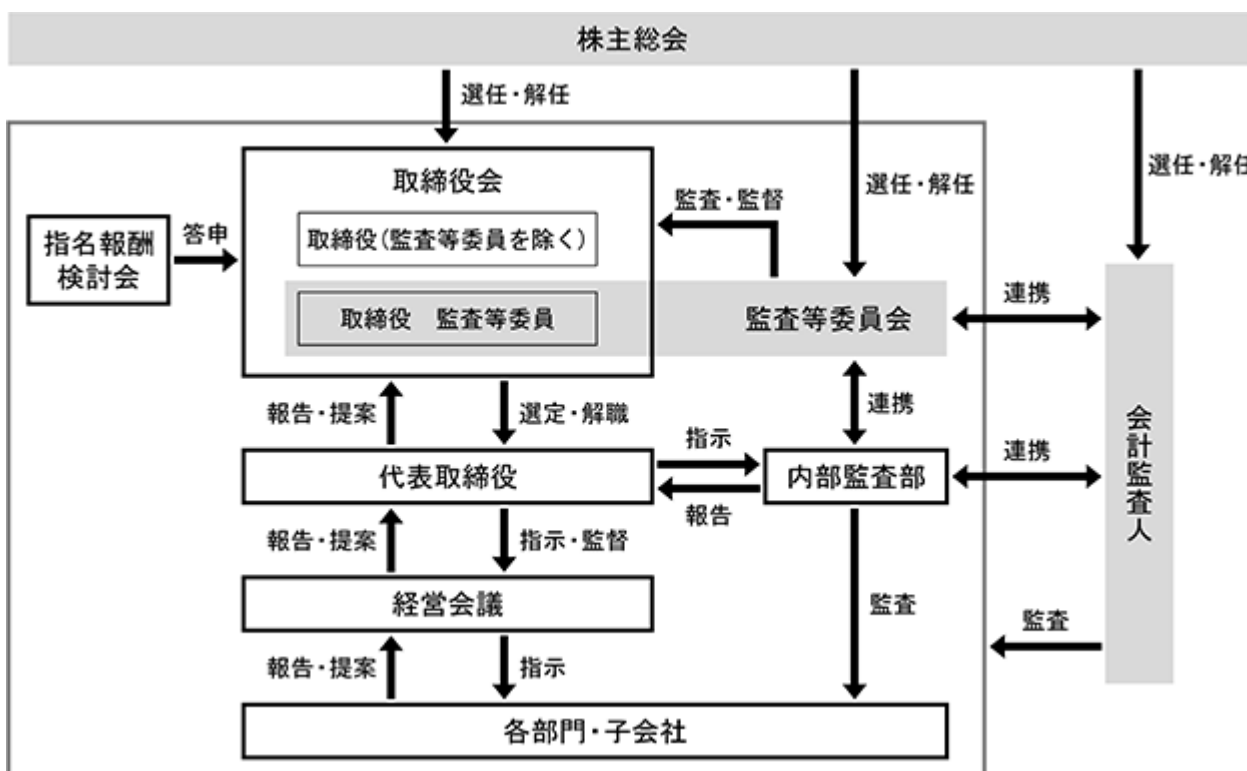 株主総会
選任・解任
選任・解任
選任・解任
取締役会
監査・監督
取締役(監査等委員を除く)
指名報酬
検討会
答申
取締役 監査等委員
監査等委員会
連携
報告・提案
選定・解職
連携
会計監査人
代表取締役
指示
報告
内部監査部
連携
報告・提案
指示・監督
経営会議
監査
監査
報告・提案
指示
各部門・子会社